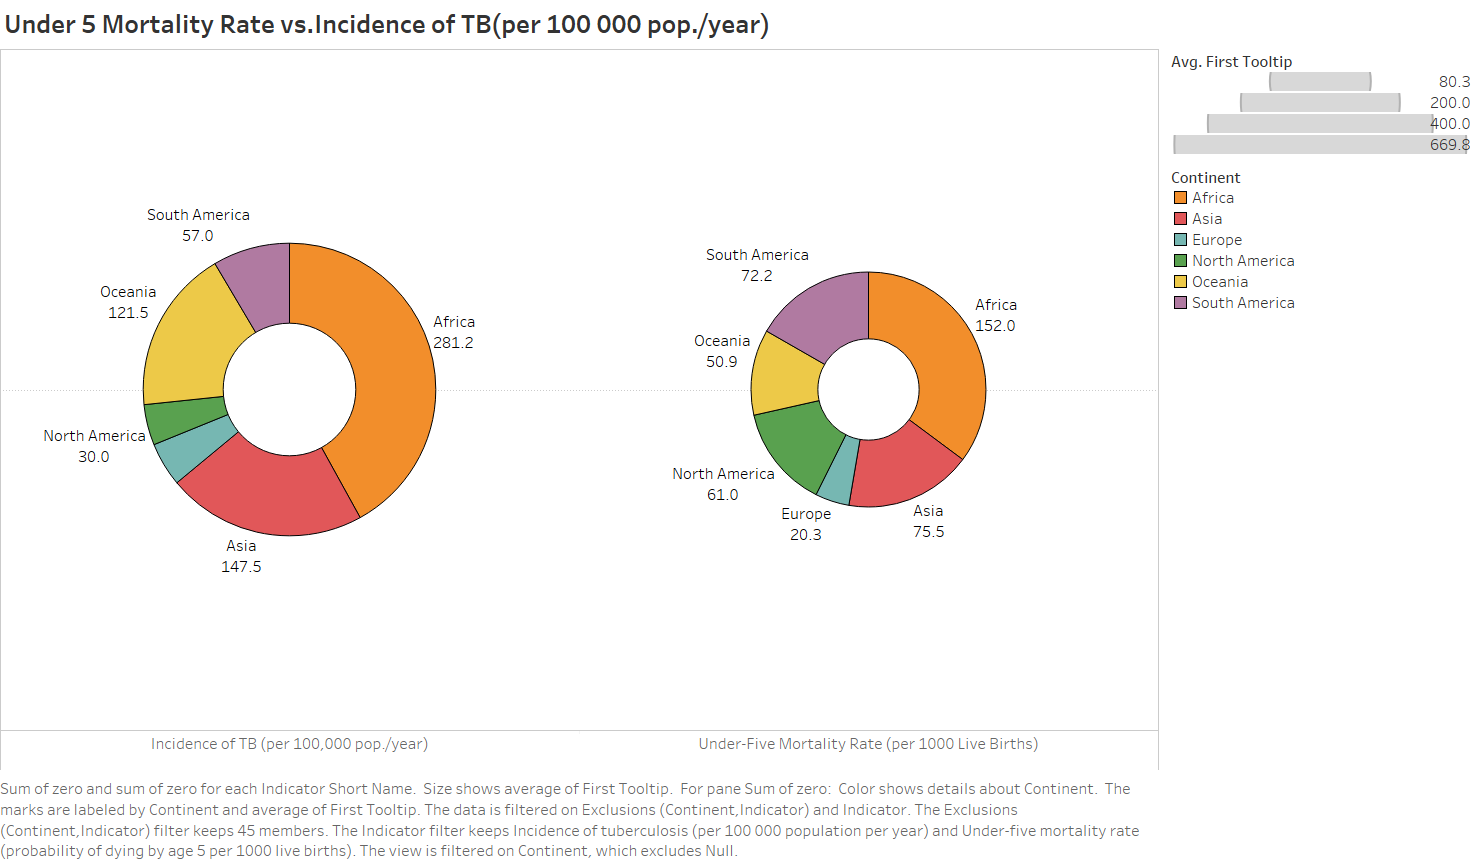 Under 5 Mortality Rate vs.Incidence of TB(per 100 000 pop./year)
Avg. First Tooltip
80.3
200.0
400.0
669.8
Continent
Africa
Asia
Europe
North America
Oceania
South America
South America
57.0
Oceania
121.5
Africa
281.2
North America
30.0
Asia
147.5
South America
72.2
Africa
152.0
Oceania
50.9
North America
61.0
Europe
20.3
Asia
75.5
Incidence of TB (per 100,000 pop./year)
Under-Five Mortality Rate (per 1000 Live Births)
Sum of zero and sum of zero for each Indicator Short Name.  Size shows average of First Tooltip.  For pane Sum of zero:  Color shows details about Continent.  The
marks are labeled by Continent and average of First Tooltip. The data is filtered on Exclusions (Continent,Indicator) and Indicator. The Exclusions
(Continent,Indicator) filter keeps 45 members. The Indicator filter keeps Incidence of tuberculosis (per 100 000 population per year) and Under-five mortality rate
(probability of dying by age 5 per 1000 live births). The view is filtered on Continent, which excludes Null.